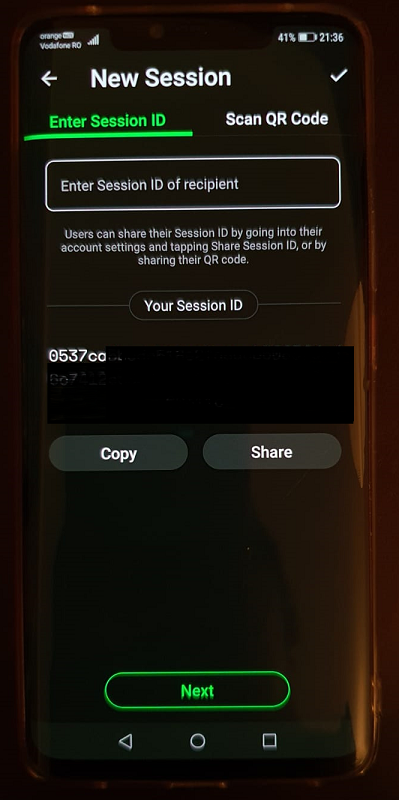 orange
Vodafone RO
41% 21:36
New Session
Enter Session ID
Scan QR Code
Enter Session ID of recipient
Users can share their Session ID by going into their
account settings and tapping Share Session ID, or by
sharing their QR code.
Your Session ID
Copy
Share
Next